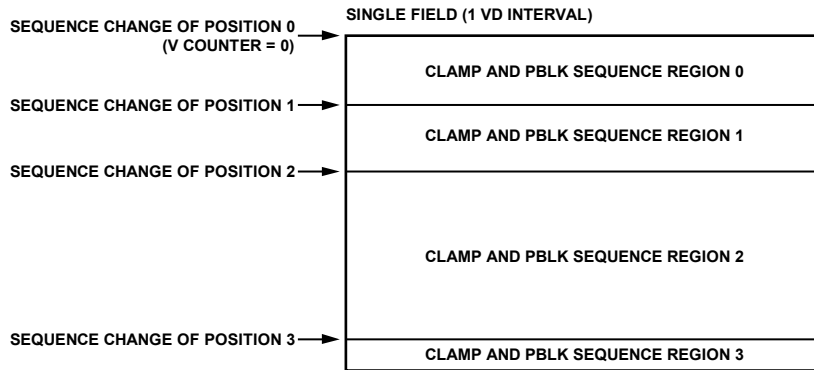 SINGLE FIELD (1 VD INTERVAL)
SEQUENCE CHANGE OF POSITION 0
(V COUNTER = 0)
CLAMP AND PBLK SEQUENCE REGION 0
SEQUENCE CHANGE OF POSITION 1
CLAMP AND PBLK SEQUENCE REGION 1
SEQUENCE CHANGE OF POSITION 2
CLAMP AND PBLK SEQUENCE REGION 2
SEQUENCE CHANGE OF POSITION 3
CLAMP AND PBLK SEQUENCE REGION 3